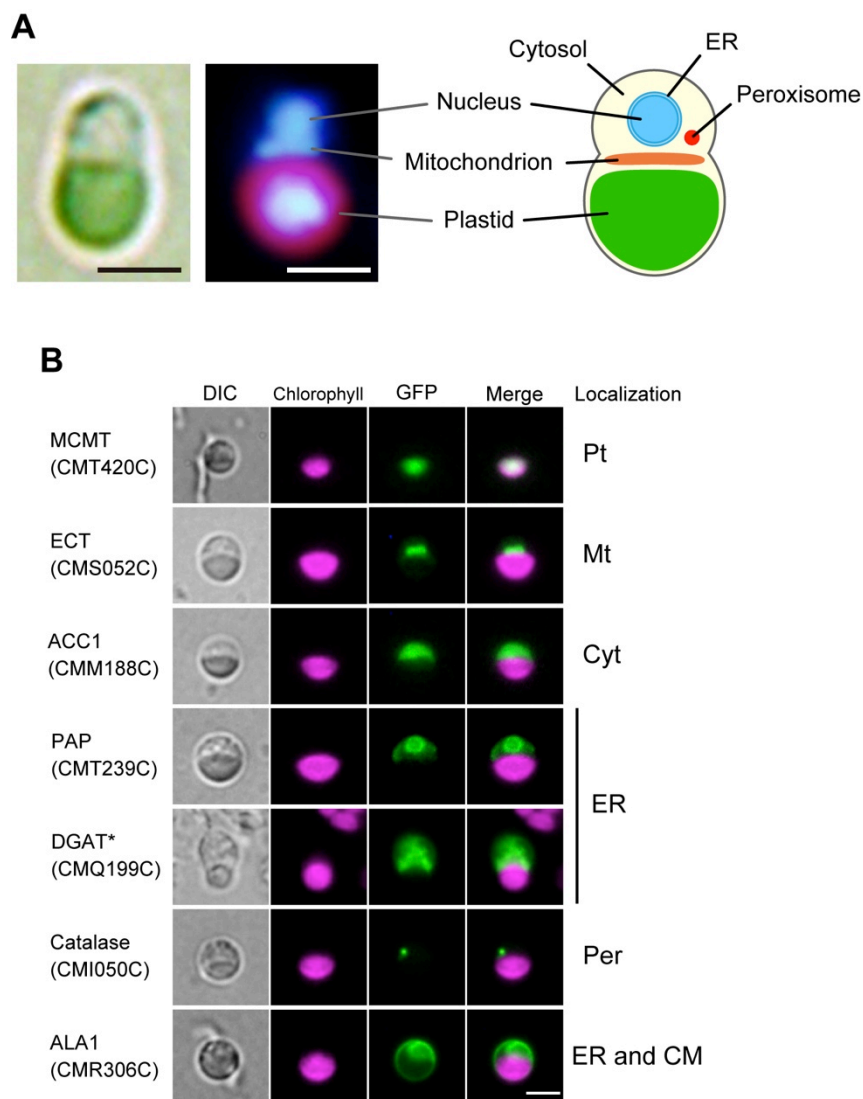 A
Cytosol
ER
Nucleus
Peroxisome
Mitochondrion
Plastid
B
DIC Chlorophyll GFP Merge Localization
MCMT
(CMT420C)
Pt
ECT
(CMS052C)
Mt
ACC1
(CMM188C)
Cyt
PAP
(CMT239C)
ER
DGAT*
(CMQ199C)
Catalase
(CMI050C)
Per
ALA1
(CMR306C)
ER and CM